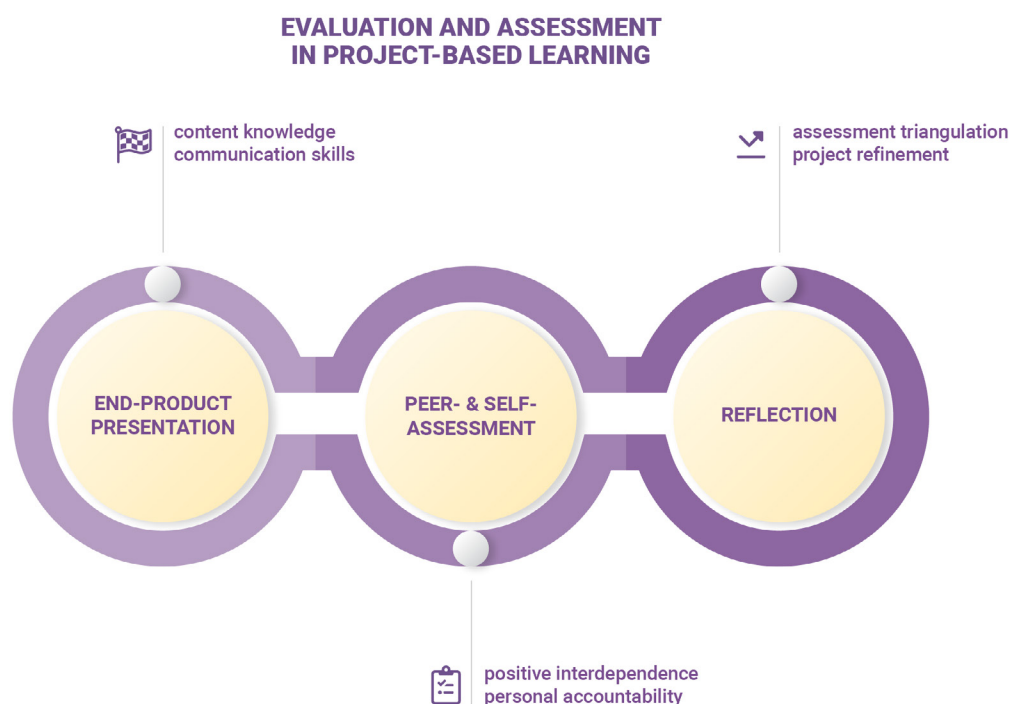 EVALUATION AND ASSESSMENT
IN PROJECT-BASED LEARNING
content knowledge
communication skills
assessment triangulation
project refinement
END-PRODUCT
PRESENTATION
PEER- & SELF-
ASSESSMENT
REFLECTION
positive interdependence
personal accountability